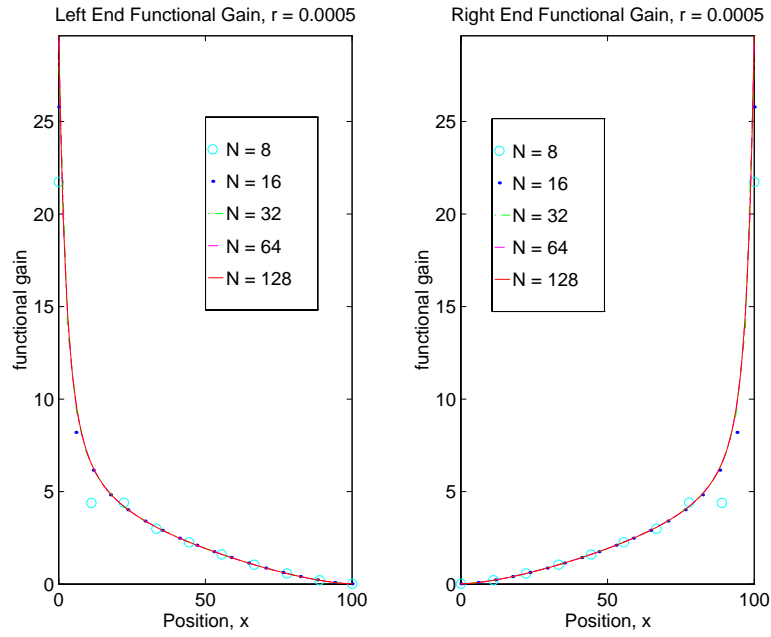 Left End Functional Gain, r = 0.0005
functional gain
25
20
15
10
5
0
N = 8
N = 16
N = 32
N = 64
N = 128
0
50
100
Position, x
Right End Functional Gain, r = 0.0005
functional gain
25
20
15
10
5
0
N = 8
N = 16
N = 32
N = 64
N = 128
0
50
100
Position, x